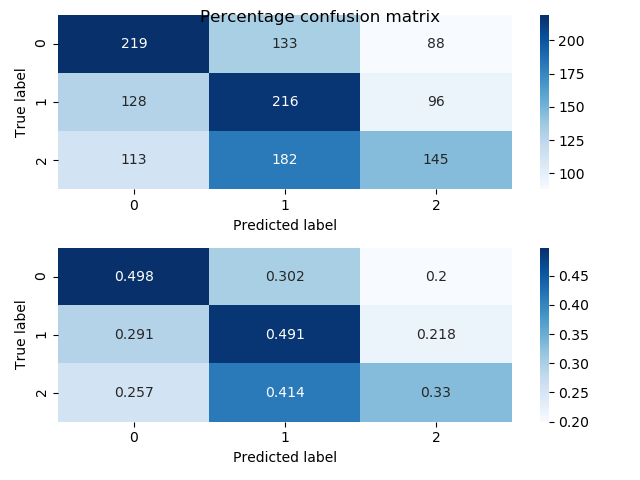 Percentage confusion matrix
True label
0 219 133 88
1 128 216 96
2 113 182 145
0 1 2
Predicted label
200
175
150
125
100
True label
0 0.498 0.302 0.2
1 0.291 0.491 0.218
2 0.257 0.414 0.33
0 1 2
Predicted label
0.45
0.40
0.35
0.30
0.25
0.20